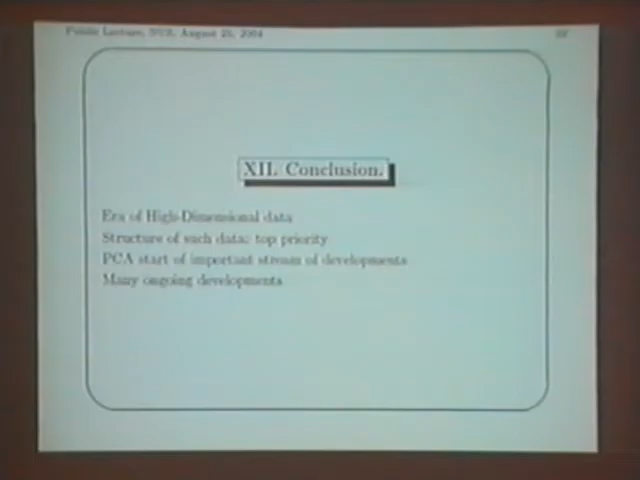 Public Lecture, NUS, August 25, 2004
XII. Conclusion.
Era of High-Dimensional data
Structure of such data: top priority
PCA start of important stream of developments
Many ongoing developments